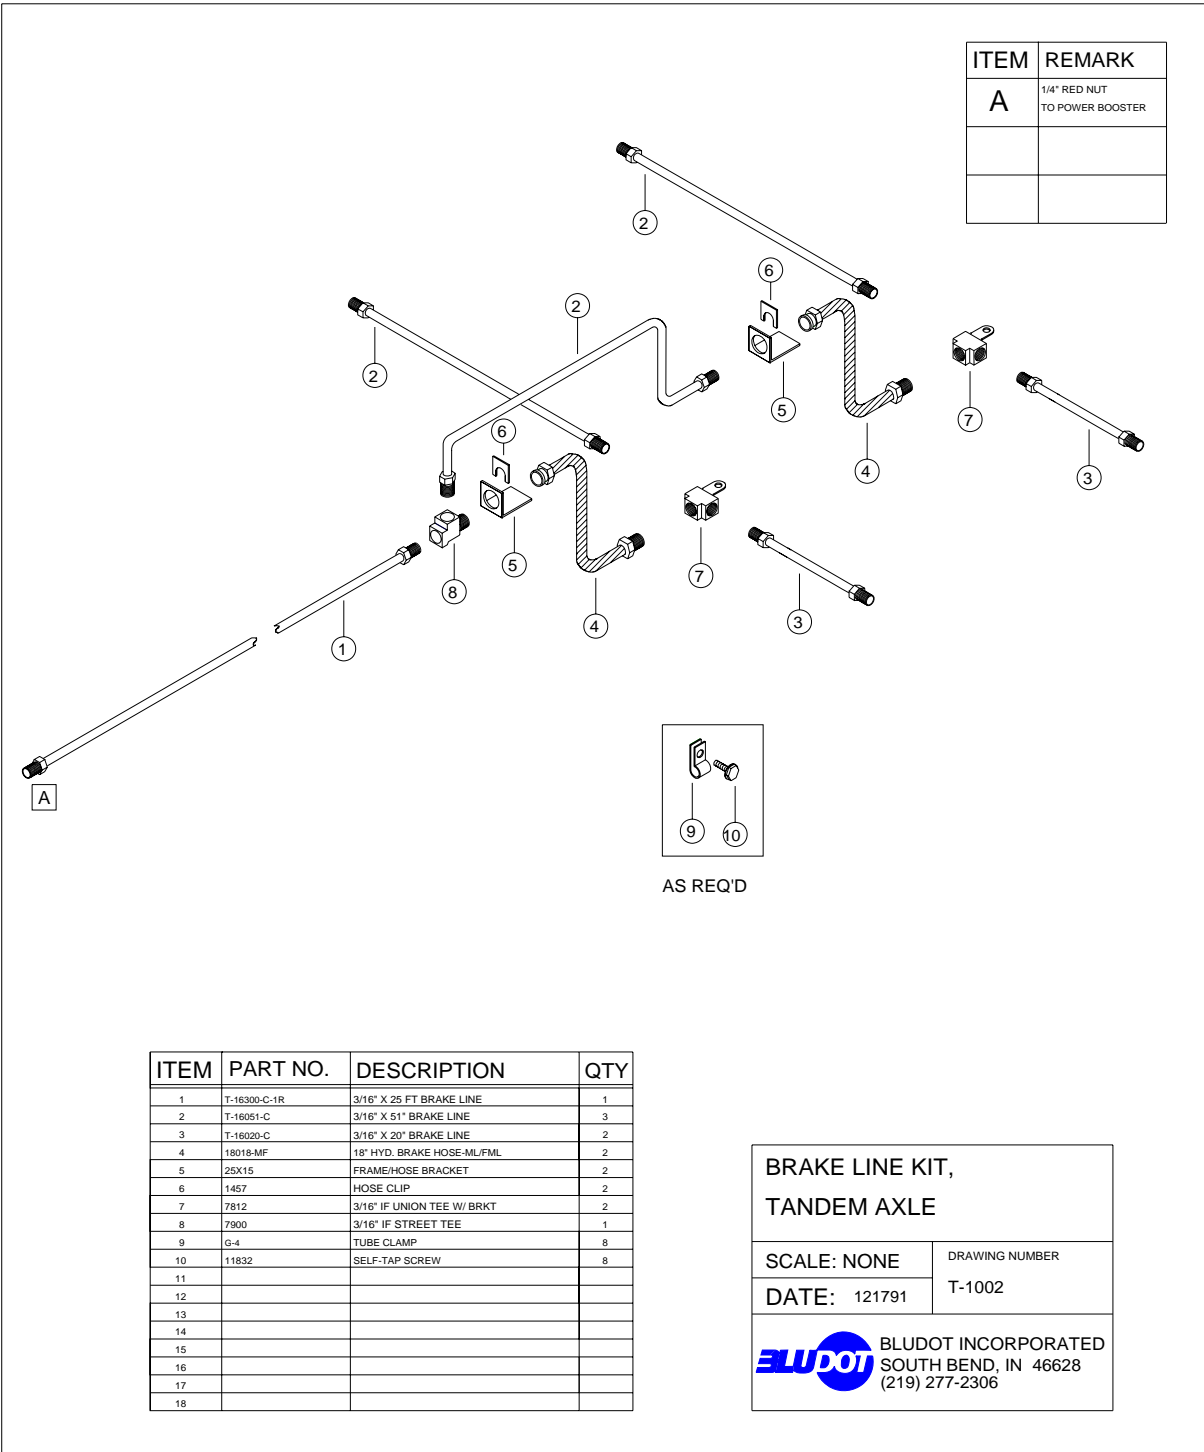 ITEM REMARK
A 1/4" RED NUT
TO POWER BOOSTER
2
6
2
2
5
7
4
3
6
5
8
7
4
3
1
A
9 10
AS REQ'D
ITEM PART NO. DESCRIPTION QTY
1 T-16300-C-1R 3/16" X 25 FT BRAKE LINE 1
2 T-16051-C 3/16" X 51" BRAKE LINE 3
3 T-16020-C 3/16" X 20" BRAKE LINE 2
4 18018-MF 18" HYD. BRAKE HOSE-ML/FML 2
5 25X15 FRAME/HOSE BRACKET 2
6 1457 HOSE CLIP 2
7 7812 3/16" IF UNION TEE W/ BRKT 2
8 7900 3/16" IF STREET TEE 1
9 G-4 TUBE CLAMP 8
10 11832 SELF-TAP SCREW 8
11
12
13
14
15
16
17
18
BRAKE LINE KIT,
TANDEM AXLE
SCALE: NONE
DATE: 121791
DRAWING NUMBER
T-1002
BLUDOT
BLUDOT INCORPORATED
SOUTH BEND, IN 46628
(219) 277-2306